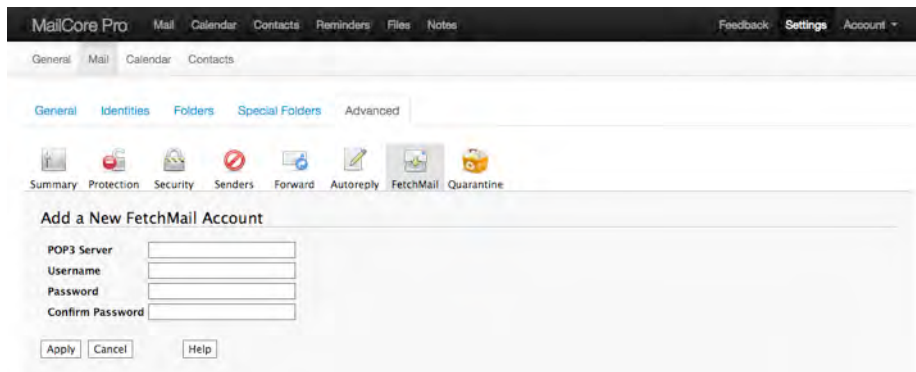 MailCore Pro Mail Calendar Contacts Reminders Files Notes Feedback Settings Account
General Mail Calendar Contacts
General Identities Folders Special Folders Advanced
Summary Protection Security Senders Forward Autoreply FetchMail Quarantine
Add a New FetchMail Account
POP3 Server
Username
Password
Confirm Password
Apply Cancel Help